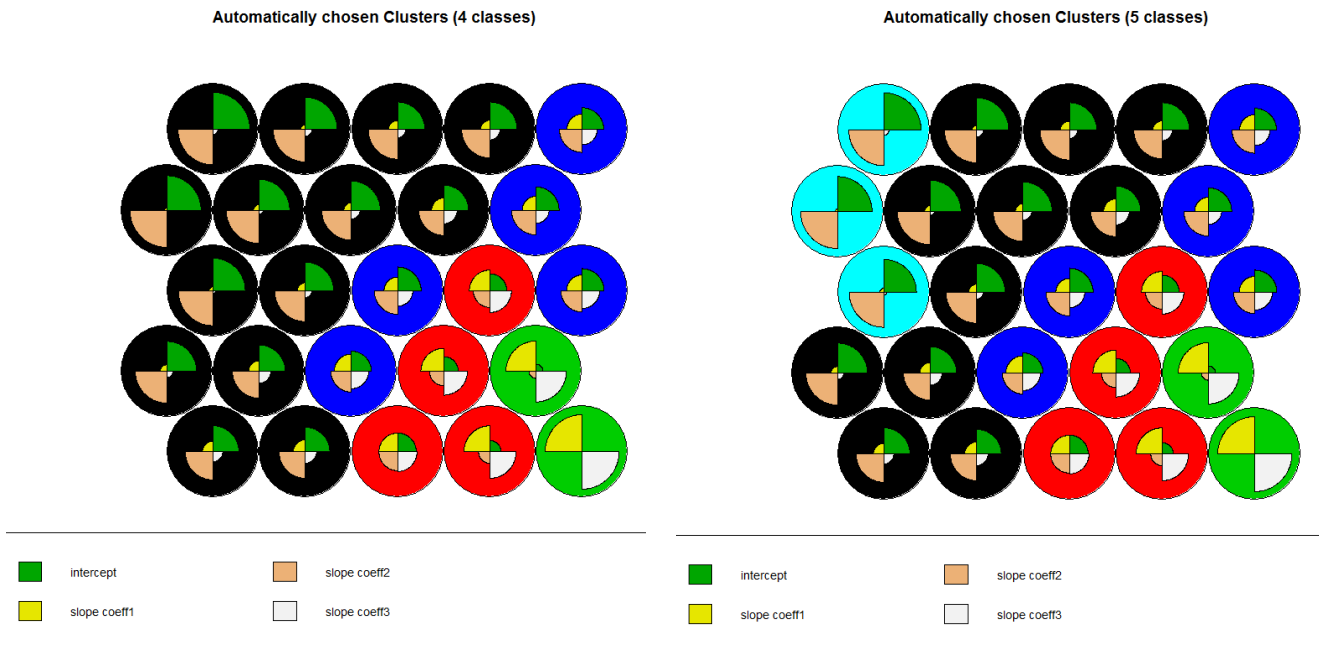 Automatically chosen Clusters (4 classes)
intercept
slope coeff2
slope coeff1
slope coeff3
Automatically chosen Clusters (5 classes)
intercept
slope coeff2
slope coeff1
slope coeff3